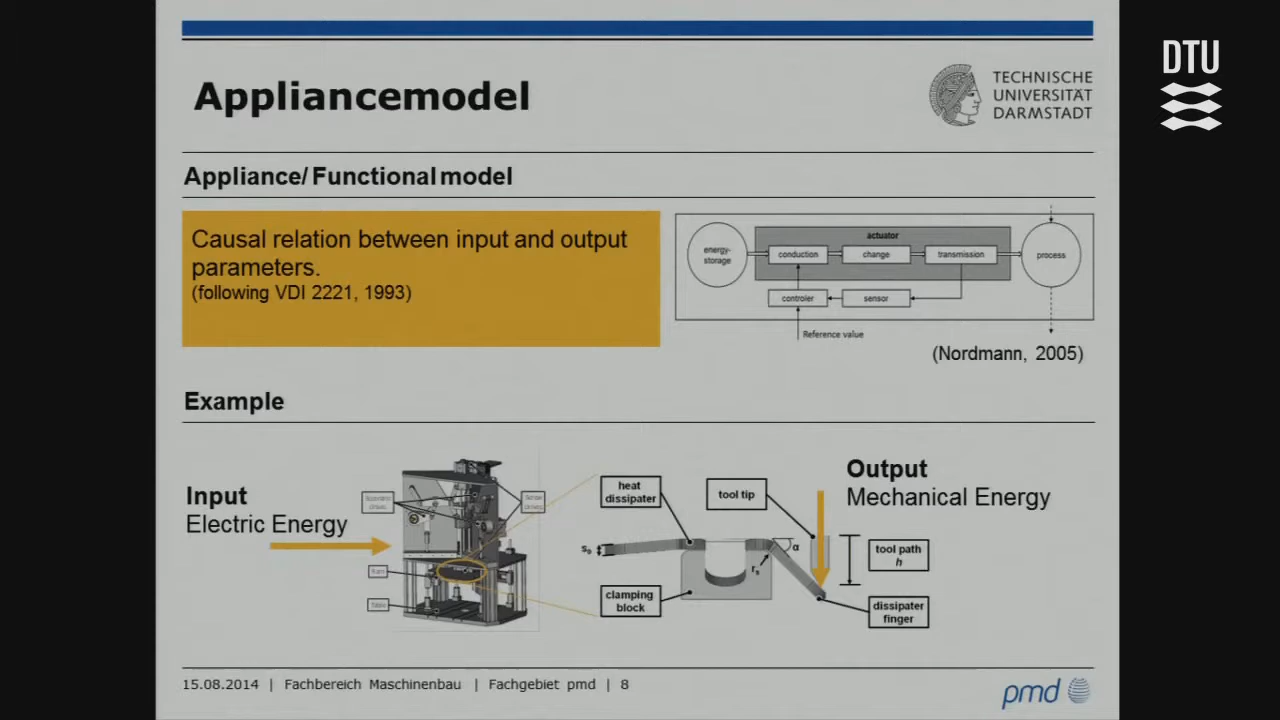 DTU
Appliancemodel
TECHNISCHE
UNIVERSITÄT
DARMSTADT
Appliance/ Functional model
Causal relation between input and output
parameters.
(following VDI 2221, 1993)
energy-
storage
actuator
conduction
change
transmission
process
controler
sensor
Reference value
(Nordmann, 2005)
Example
Input
Electric Energy
heat
dissipater
tool tip
Output
Mechanical Energy
s₀
α
rₛ
tool path
h
clamping
block
dissipater
finger
15.08.2014 | Fachbereich Maschinenbau | Fachgebiet pmd | 8
pmd